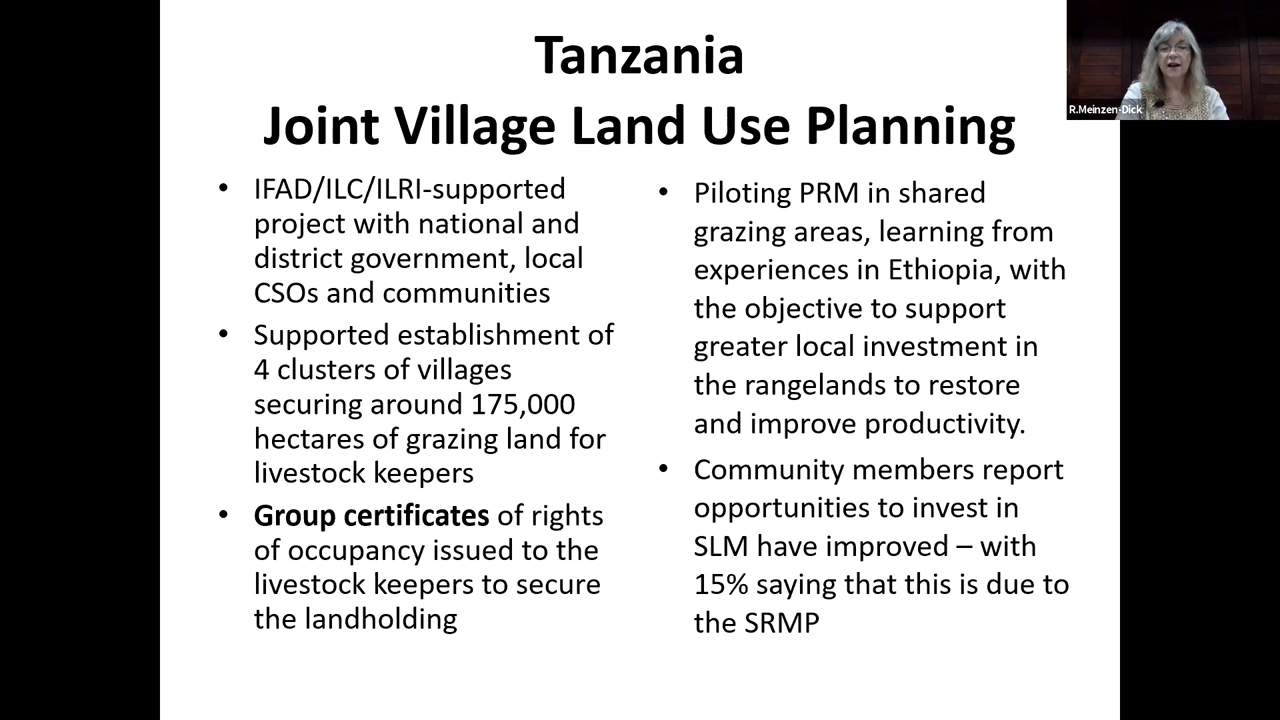 Tanzania
Joint Village Land Use Planning
• IFAD/ILC/ILRI-supported
project with national and
district government, local
CSOs and communities
• Supported establishment of
4 clusters of villages
securing around 175,000
hectares of grazing land for
livestock keepers
• Group certificates of rights
of occupancy issued to the
livestock keepers to secure
the landholding
• Piloting PRM in shared
grazing areas, learning from
experiences in Ethiopia, with
the objective to support
greater local investment in
the rangelands to restore
and improve productivity.
• Community members report
opportunities to invest in
SLM have improved – with
15% saying that this is due to
the SRMP
R.Meinzen-Dick